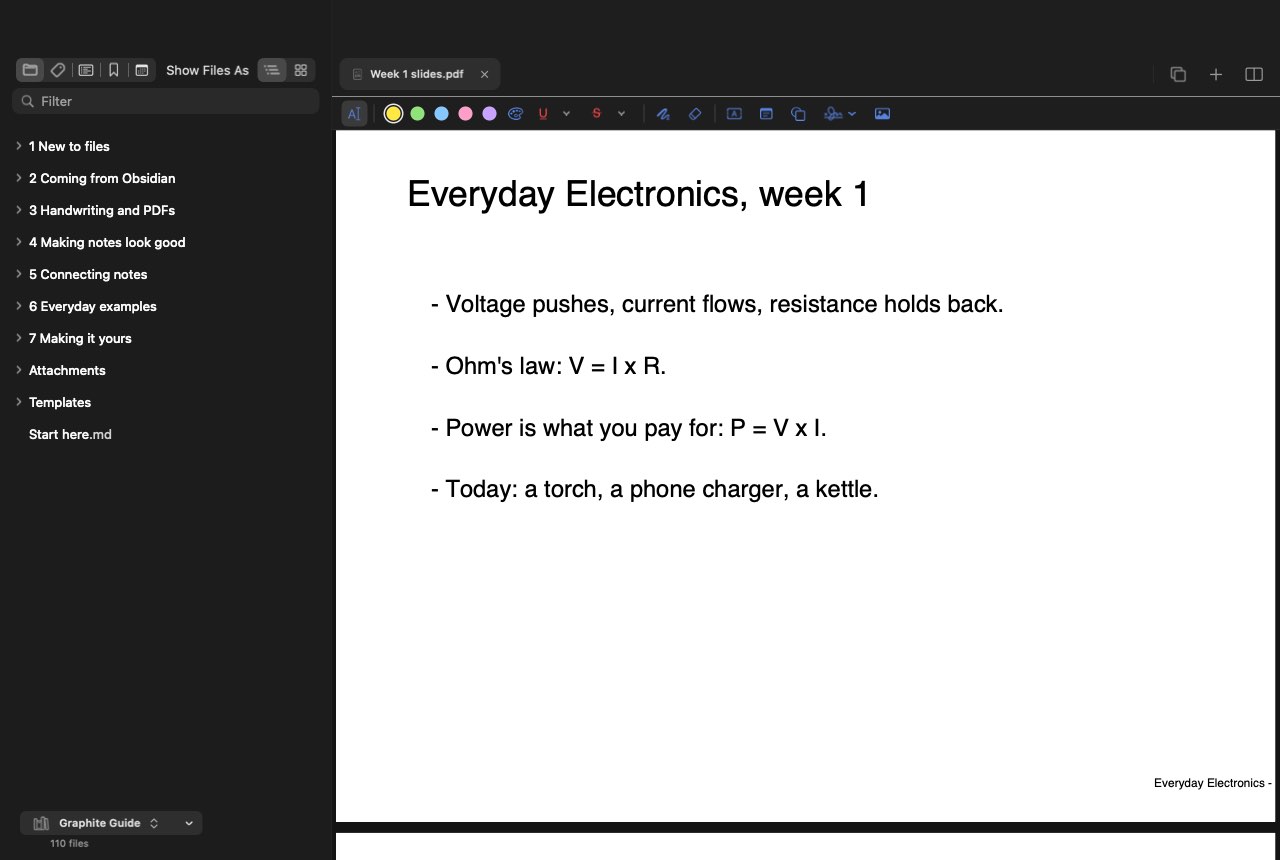 Show Files As
Filter
1 New to files
2 Coming from Obsidian
3 Handwriting and PDFs
4 Making notes look good
5 Connecting notes
6 Everyday examples
7 Making it yours
Attachments
Templates
Start here.md
Graphite Guide
110 files
Week 1 slides.pdf
Everyday Electronics, week 1
- Voltage pushes, current flows, resistance holds back.
- Ohm's law: V = I x R.
- Power is what you pay for: P = V x I.
- Today: a torch, a phone charger, a kettle.
Everyday Electronics -